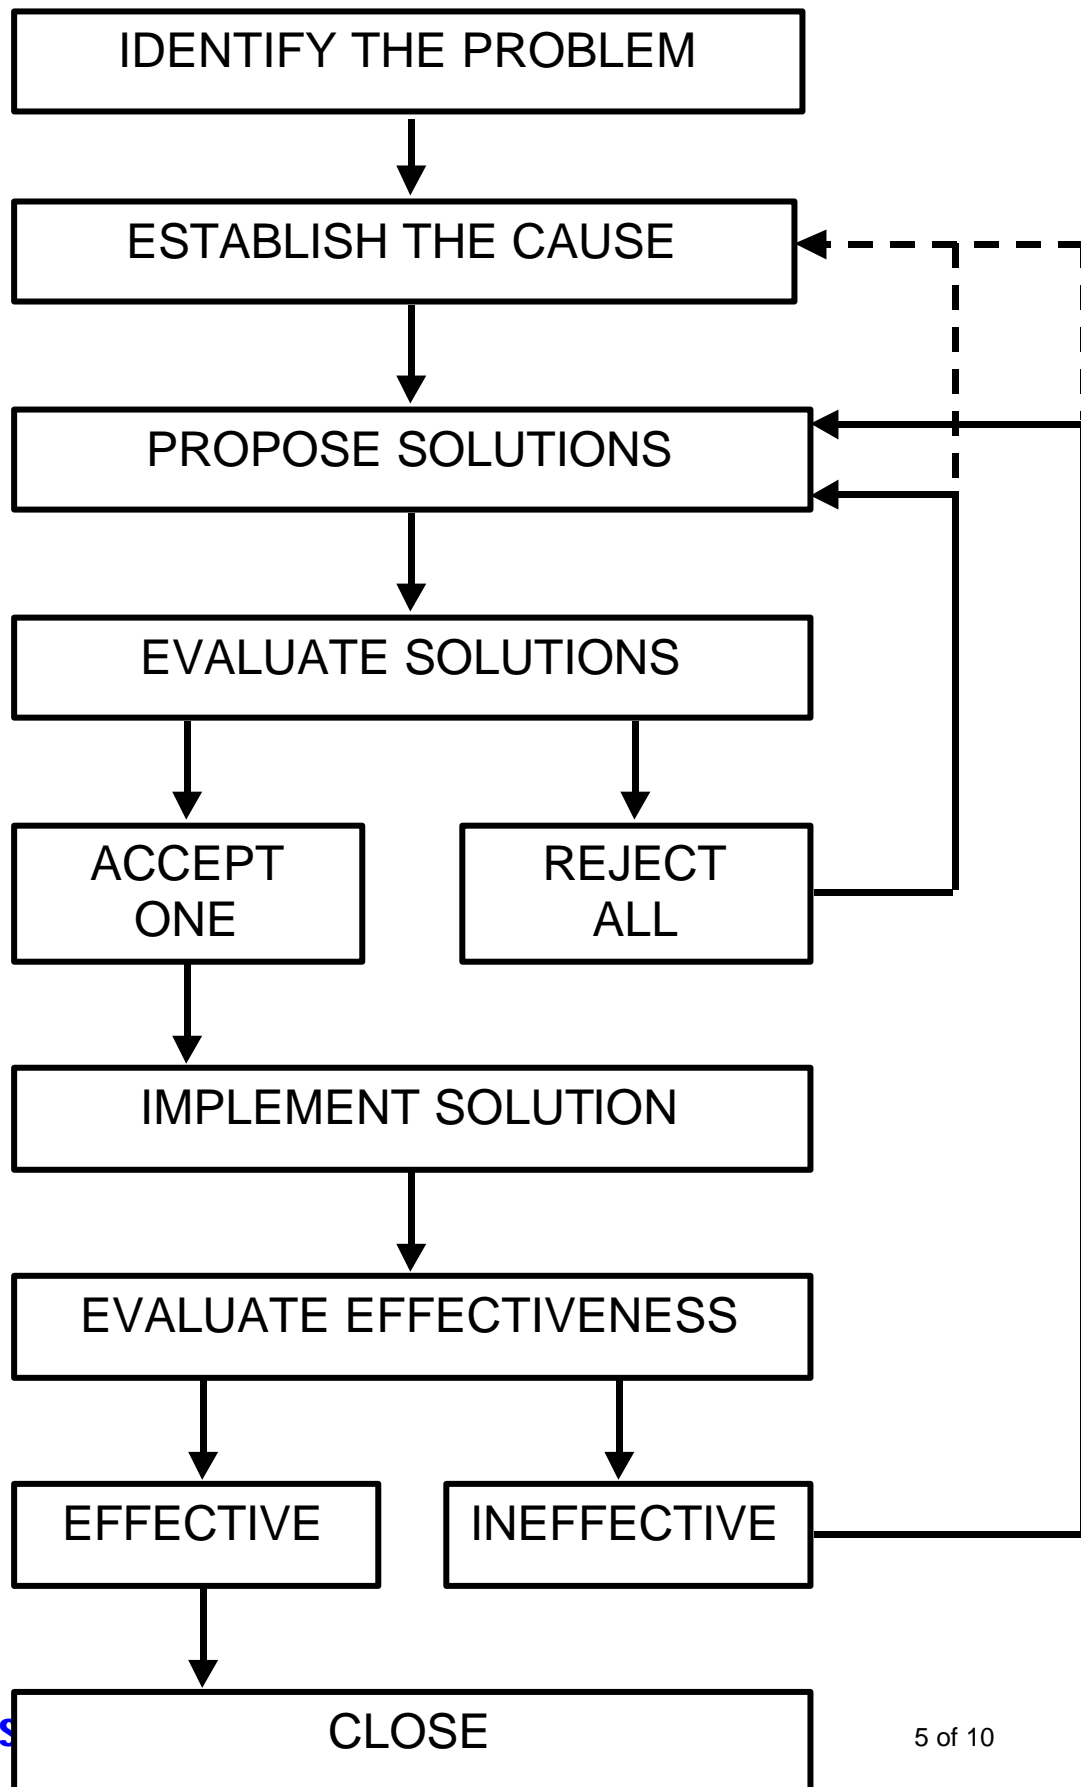 IDENTIFY THE PROBLEM
ESTABLISH THE CAUSE
PROPOSE SOLUTIONS
EVALUATE SOLUTIONS
ACCEPT
ONE
REJECT
ALL
IMPLEMENT SOLUTION
EVALUATE EFFECTIVENESS
EFFECTIVE
INEFFECTIVE
CLOSE
5 of 10